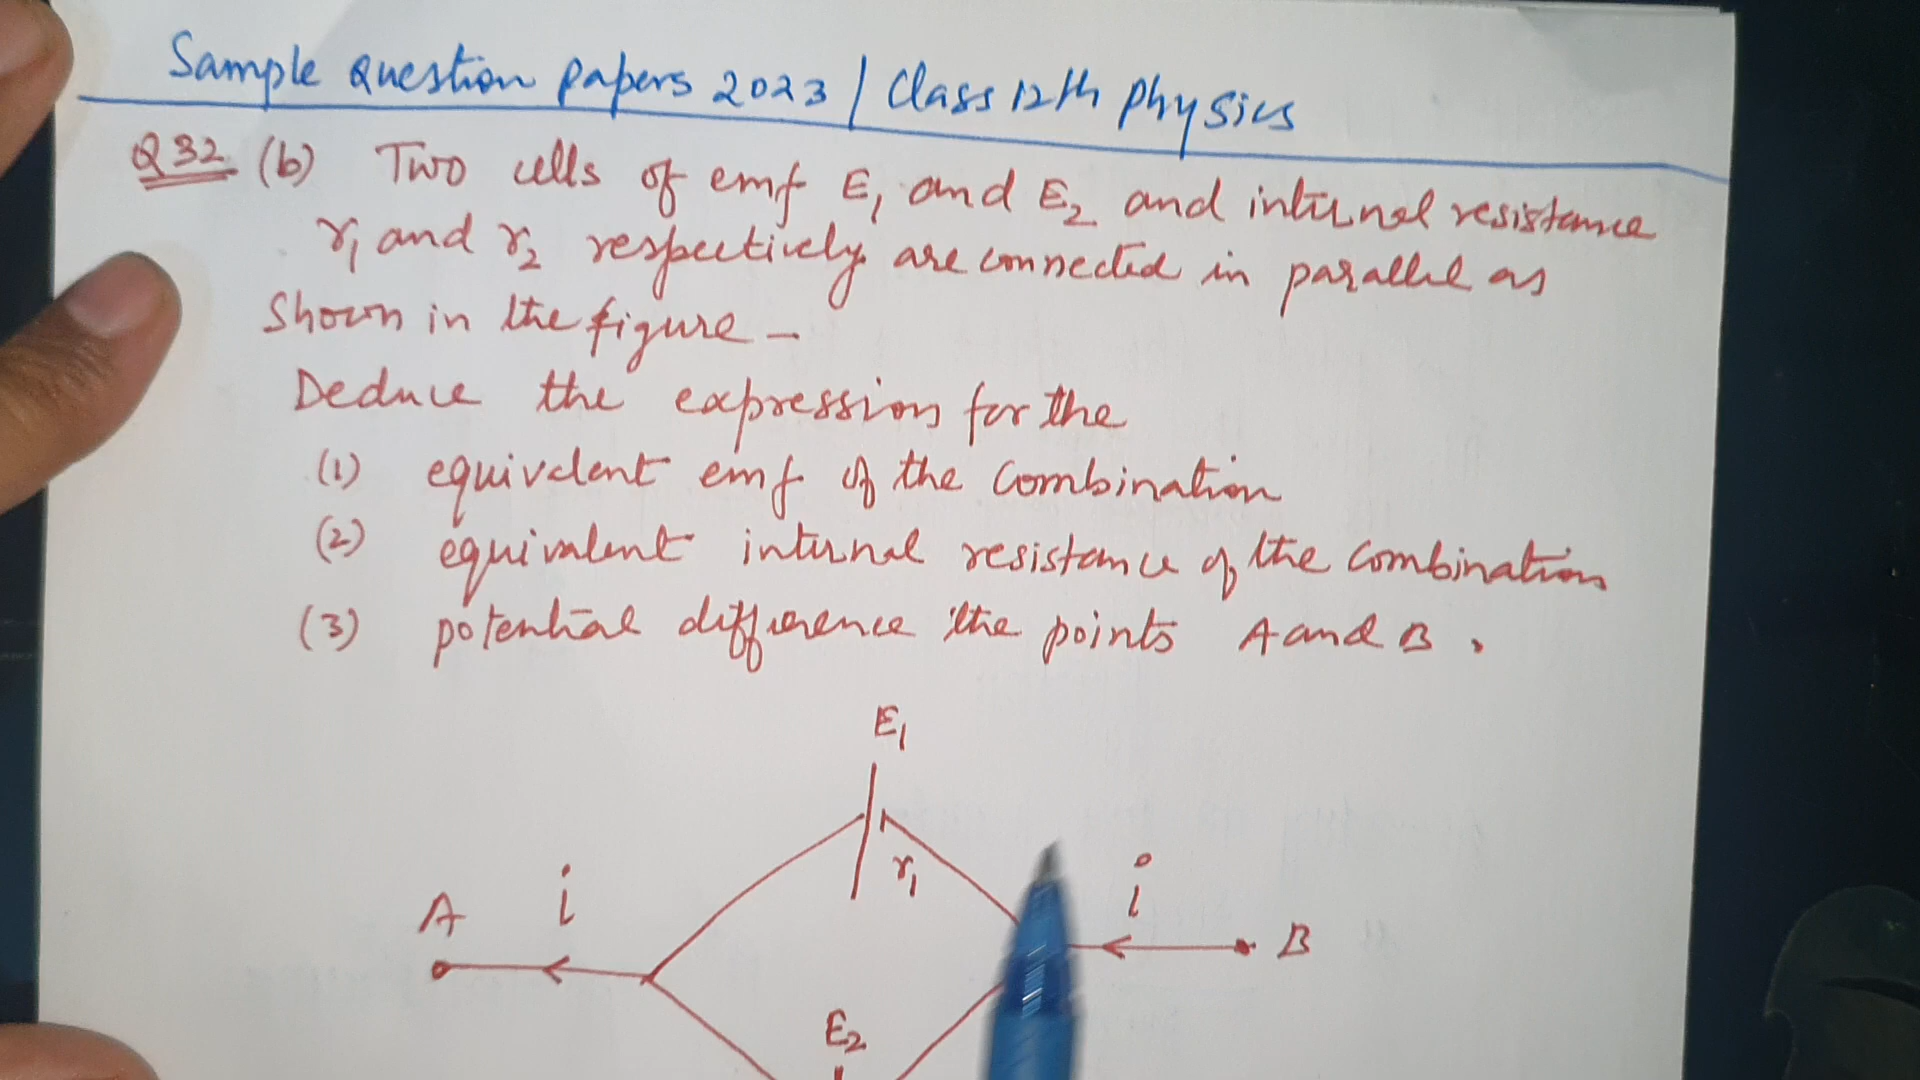 Sample Question papers 2023 / Class 12th Physics
Q32 (b) Two cells of emf E₁ and E₂ and internal resistance
r₁ and r₂ respectively are connected in parallel as
Shown in the figure -
Deduce the expression for the
(1) equivalent emf of the combination
(2) equivalent internal resistance of the combination
(3) potential difference the points A and B.
E₁
r₁
A i
i B
E₂